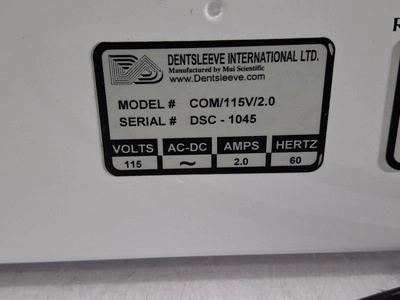 DENTSLEEVE INTERNATIONAL LTD.
Manufactured by Mui Scientific
www.Dentsleeve.com
MODEL # COM/115V/2.0
SERIAL # DSC - 1045
VOLTS AC-DC AMPS HERTZ
115 ~ 2.0 60
R